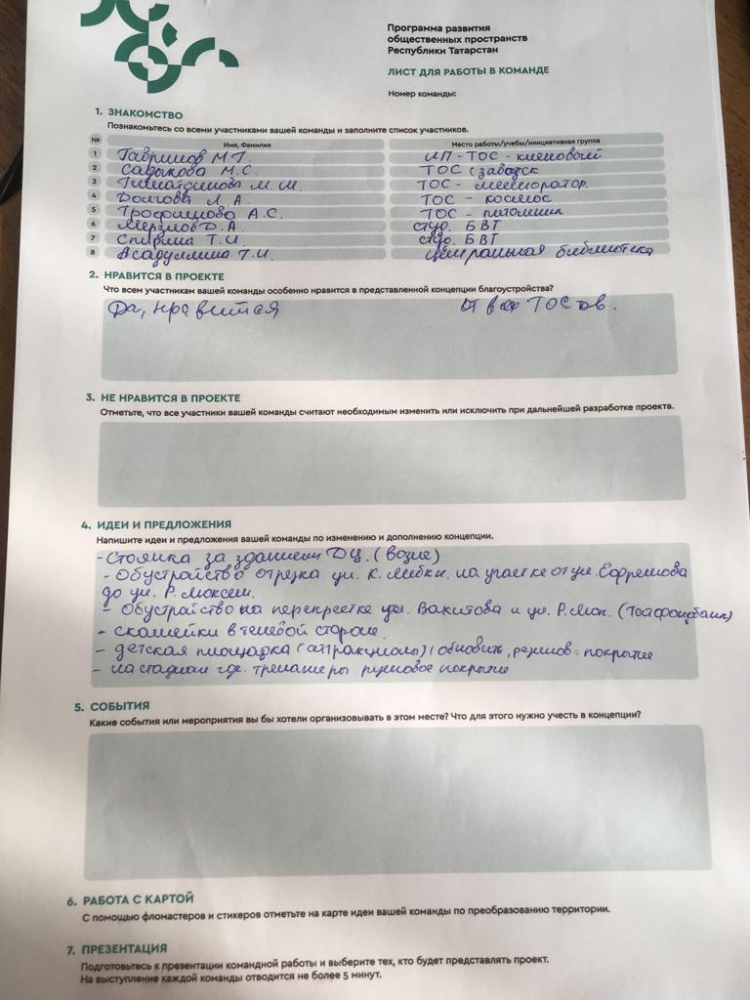 Программа развития
общественных пространств
Республики Татарстан
ЛИСТ ДЛЯ РАБОТЫ В КОМАНДЕ
Номер команды:
1. ЗНАКОМСТВО
Познакомьтесь со всеми участниками вашей команды и заполните список участников.
№ Имя, Фамилия Место работы/учебы/инициативная группа
1 Гаврилов М Г. ИП - ТОС - кленовый
2 Садыкова М.С. ТОС
3 М. Ш. ТОС - мелиоратор.
4 Долгова Л. А. ТОС - космос
5 Трофимова А.С. ТОС - питомник
6 Мерзлов Д.А. студ. БВТ
7 Спирина Т.И. студ. БВТ
8 Асадуллина Т.И. Центральная библиотека
2. НРАВИТСЯ В ПРОЕКТЕ
Что всем участникам вашей команды особенно нравится в представленной концепции благоустройства?
Да, нравится от всех ТОСов.
3. НЕ НРАВИТСЯ В ПРОЕКТЕ
Отметьте, что все участники вашей команды считают необходимым изменить или исключить при дальнейшей разработке проекта.
4. ИДЕИ И ПРЕДЛОЖЕНИЯ
Напишите идеи и предложения вашей команды по изменению и дополнению концепции.
- Стоянка за зданием ДЦ. (возле)
- Обустройство отрезка ул. К. Либкн. на участке от ул. Ефремова
до ул. Р. Люксем.
- Обустройство на перекрестке ул. Вахитова и ул. Р. Люк. (Татфондбанк)
- скамейки в теневой стороне.
- детская площадка (аттракционы) (обновить, резинов. покрытие
- на стадион где. тренажеры резиновое покрытие
5. СОБЫТИЯ
Какие события или мероприятия вы бы хотели организовывать в этом месте? Что для этого нужно учесть в концепции?
6. РАБОТА С КАРТОЙ
С помощью фломастеров и стикеров отметьте на карте идеи вашей команды по преобразованию территории.
7. ПРЕЗЕНТАЦИЯ
Подготовьтесь к презентации командной работы и выберите тех, кто будет представлять проект.
На выступление каждой команды отводится не более 5 минут.